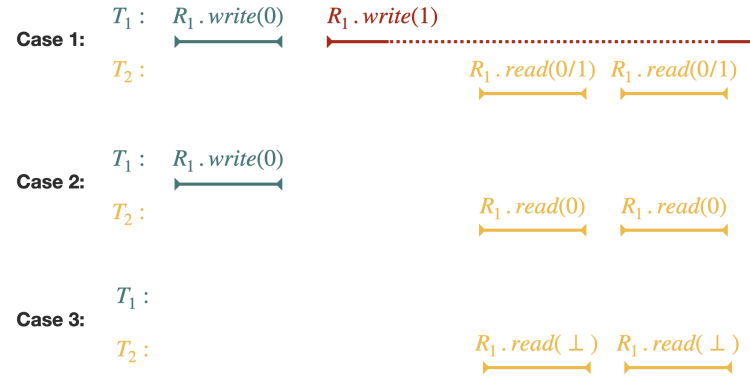 T₁ : R₁.write(0) R₁.write(1)
Case 1:
T₂ : R₁.read(0/1) R₁.read(0/1)
T₁ : R₁.write(0)
Case 2:
T₂ : R₁.read(0) R₁.read(0)
T₁ :
Case 3:
T₂ : R₁.read( ⊥ ) R₁.read( ⊥ )